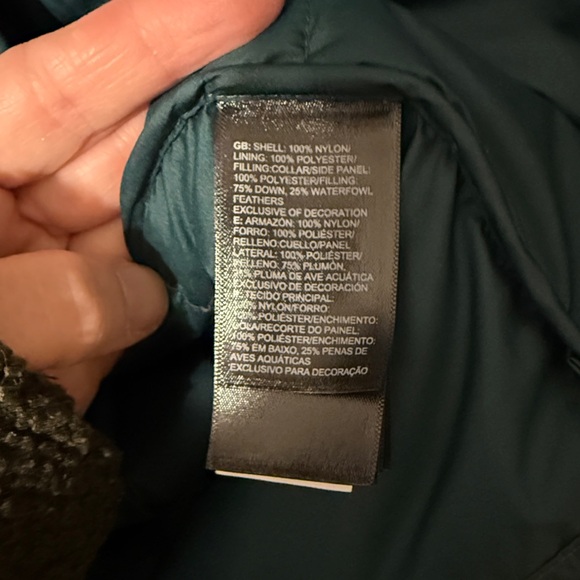 GB: SHELL: 100% NYLON/
LINING: 100% POLYESTER/
FILLING:COLLAR/SIDE PANEL:
100% POLYESTER/FILLING:
75% DOWN, 25% WATERFOWL
FEATHERS
EXCLUSIVE OF DECORATION
E: ARMAZÓN: 100% NYLON/
FORRO: 100% POLIÉSTER/
RELLENO:CUELLO/PANEL
LATERAL: 100% POLIÉSTER/
RELLENO: 75% PLUMÓN,
PLUMA DE AVE ACUÁTICA
EXCLUSIVO DE DECORACIÓN
TECIDO PRINCIPAL:
NYLON/FORRO:
POLIÉSTER/ENCHIMENTO:
GOLA/RECORTE DO PAINEL:
100% POLIÉSTER/ENCHIMENTO:
75% EM BAIXO, 25% PENAS DE
AVES AQUÁTICAS
EXCLUSIVO PARA DECORAÇÃO